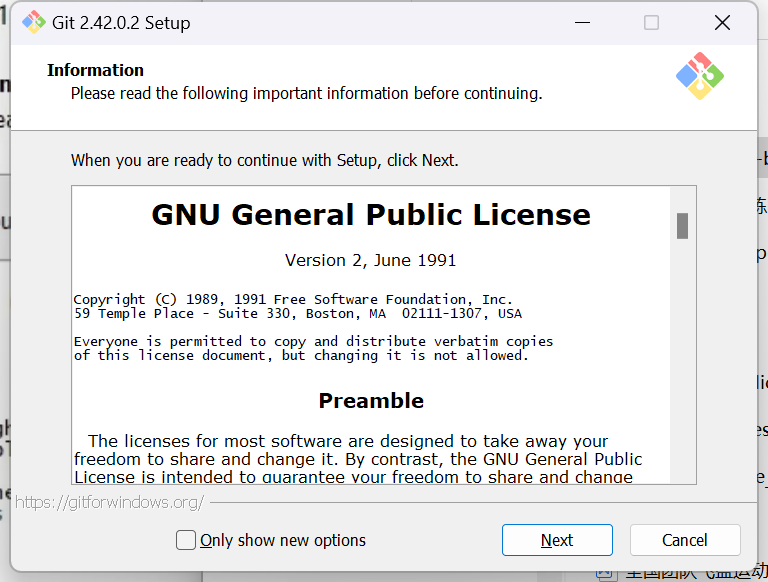 Git 2.42.0.2 Setup
Information
Please read the following important information before continuing.
When you are ready to continue with Setup, click Next.
GNU General Public License
Version 2, June 1991
Copyright (C) 1989, 1991 Free Software Foundation, Inc.
59 Temple Place - Suite 330, Boston, MA  02111-1307, USA
Everyone is permitted to copy and distribute verbatim copies
of this license document, but changing it is not allowed.
Preamble
The licenses for most software are designed to take away your
freedom to share and change it. By contrast, the GNU General Public
License is intended to guarantee your freedom to share and change
https://gitforwindows.org/
Only show new options
Next
Cancel